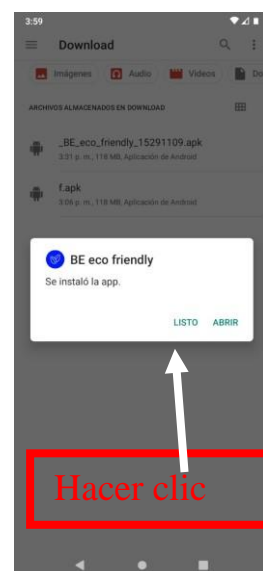 3:59
Download
Imágenes Audio Videos Do
ARCHIVOS ALMACENADOS EN DOWNLOAD
_BE_eco_friendly_15291109.apk
3:31 p. m., 118 MB, Aplicación de Android
f.apk
3:06 p. m., 118 MB, Aplicación de Android
BE eco friendly
Se instaló la app.
LISTO ABRIR
Hacer clic